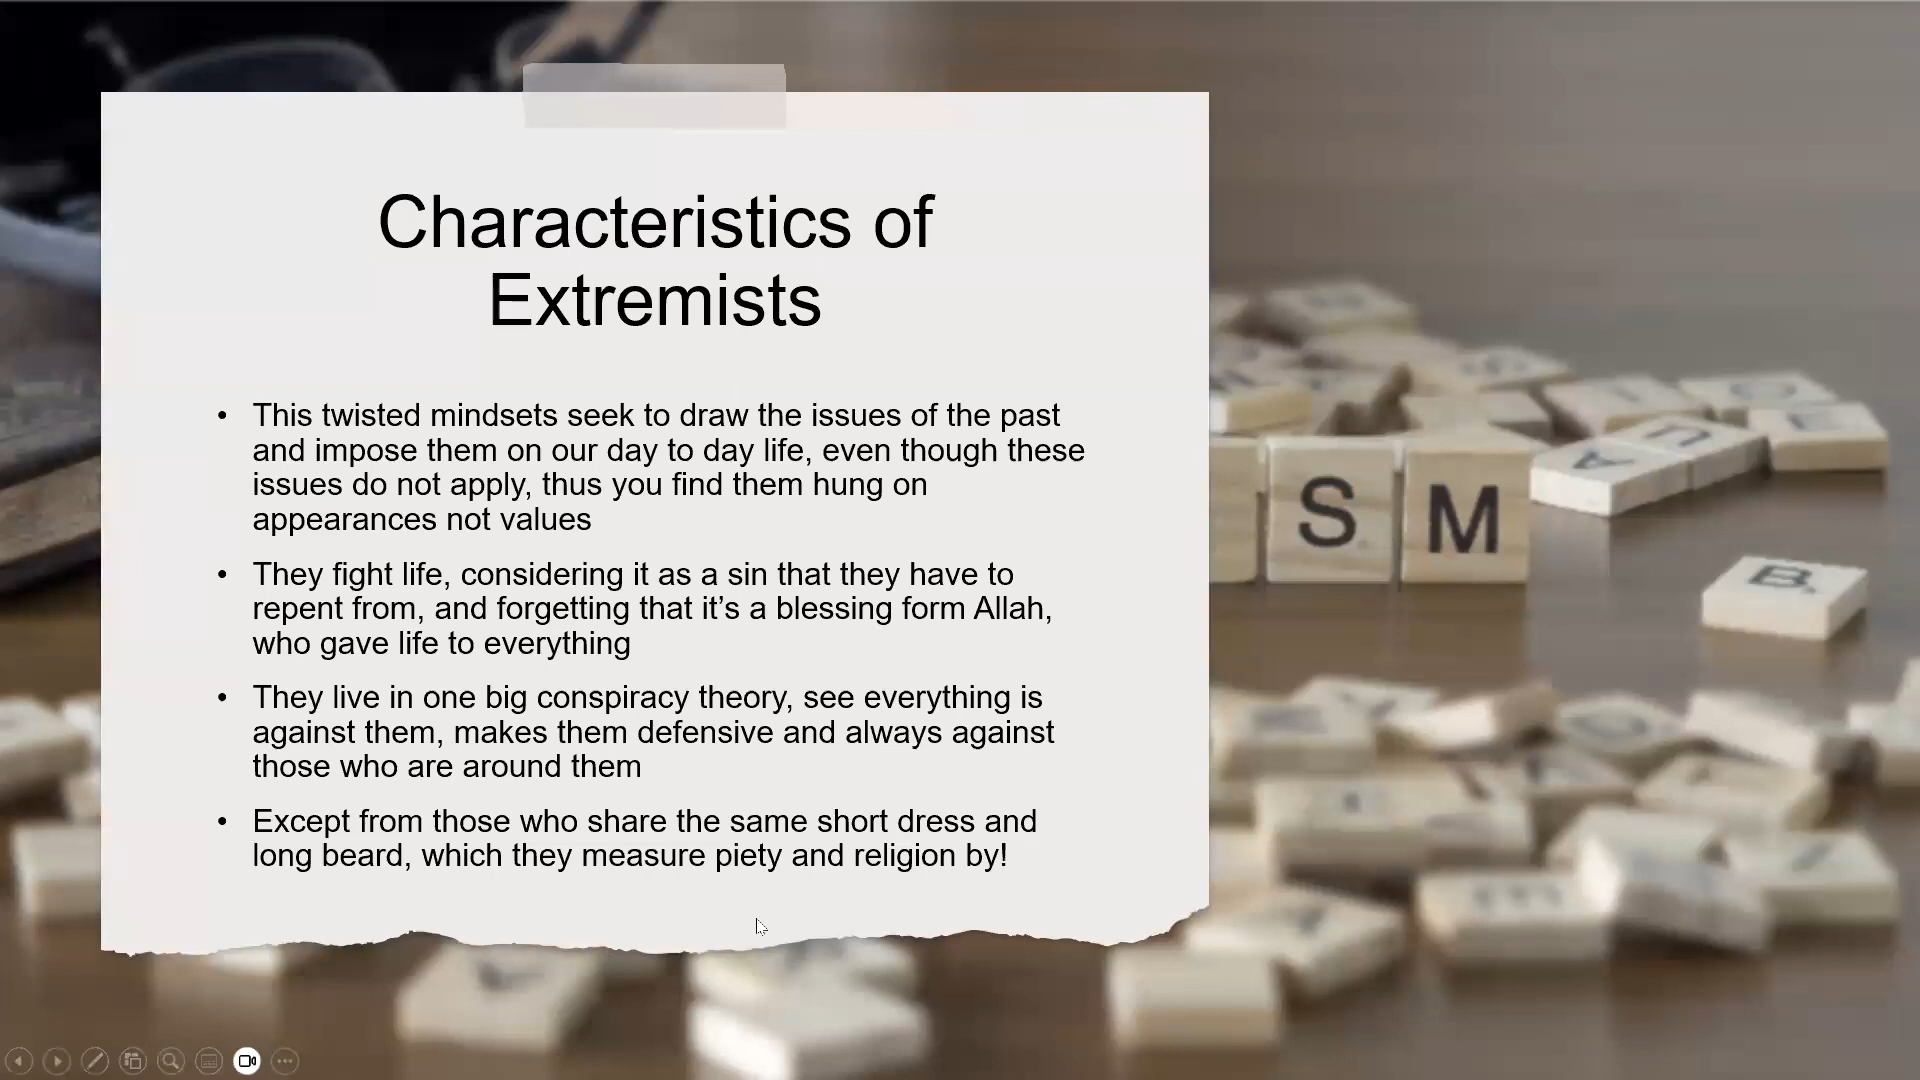 Characteristics of
Extremists
• This twisted mindsets seek to draw the issues of the past
and impose them on our day to day life, even though these
issues do not apply, thus you find them hung on
appearances not values
• They fight life, considering it as a sin that they have to
repent from, and forgetting that it’s a blessing form Allah,
who gave life to everything
• They live in one big conspiracy theory, see everything is
against them, makes them defensive and always against
those who are around them
• Except from those who share the same short dress and
long beard, which they measure piety and religion by!
S M
A U
B